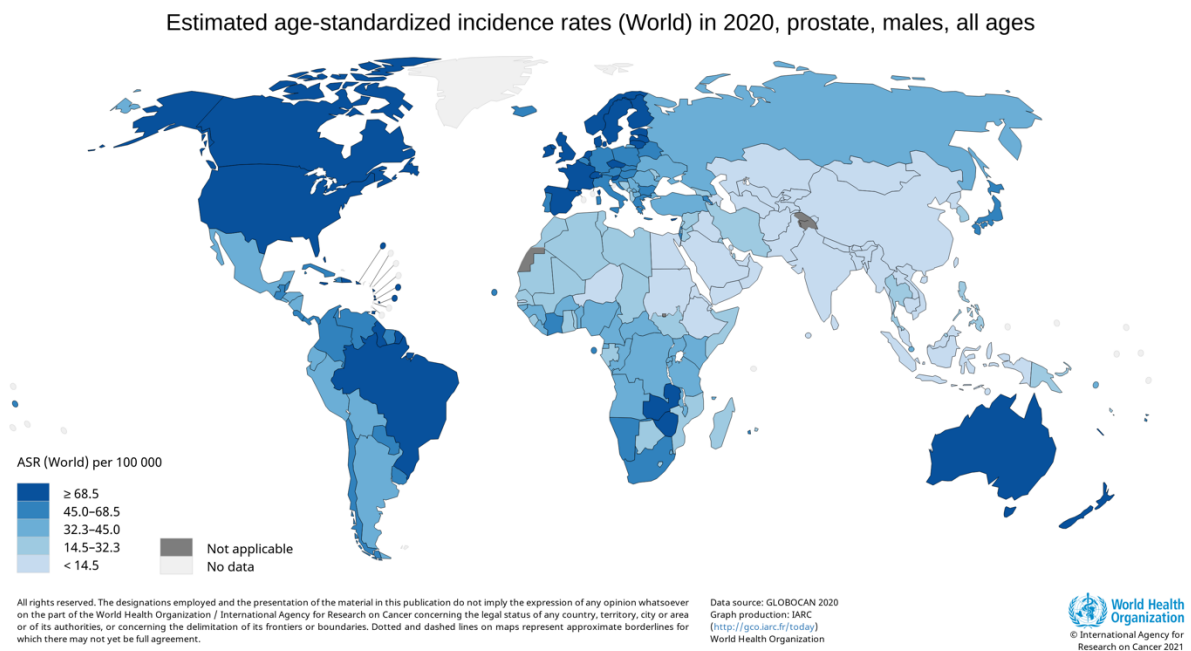 Estimated age-standardized incidence rates (World) in 2020, prostate, males, all ages
ASR (World) per 100 000
≥ 68.5
45.0–68.5
32.3–45.0
14.5–32.3
< 14.5
Not applicable
No data
All rights reserved. The designations employed and the presentation of the material in this publication do not imply the expression of any opinion whatsoever
on the part of the World Health Organization / International Agency for Research on Cancer concerning the legal status of any country, territory, city or area
or of its authorities, or concerning the delimitation of its frontiers or boundaries. Dotted and dashed lines on maps represent approximate borderlines for
which there may not yet be full agreement.
Data source: GLOBOCAN 2020
Graph production: IARC
(http://gco.iarc.fr/today)
World Health Organization
World Health
Organization
© International Agency for
Research on Cancer 2021